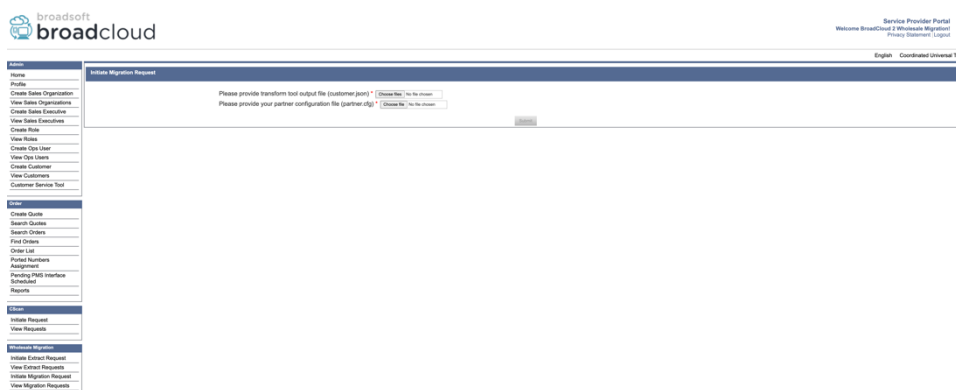 broadsoft
broadcloud
Service Provider Portal
Welcome BroadCloud 2 Wholesale Migration!
Privacy Statement | Logout
English Coordinated Universal T
Admin
Home
Profile
Create Sales Organization
View Sales Organizations
Create Sales Executive
View Sales Executives
Create Role
View Roles
Create Ops User
View Ops Users
Create Customer
View Customers
Customer Service Tool
Order
Create Quote
Search Quotes
Search Orders
Find Orders
Order List
Ported Numbers
Assignment
Pending PMS Interface
Scheduled
Reports
CScan
Initiate Request
View Requests
Wholesale Migration
Initiate Extract Request
View Extract Requests
Initiate Migration Request
View Migration Requests
Initiate Migration Request
Please provide transform tool output file (customer.json) * Choose files No file chosen
Please provide your partner configuration file (partner.cfg) * Choose file No file chosen
Submit